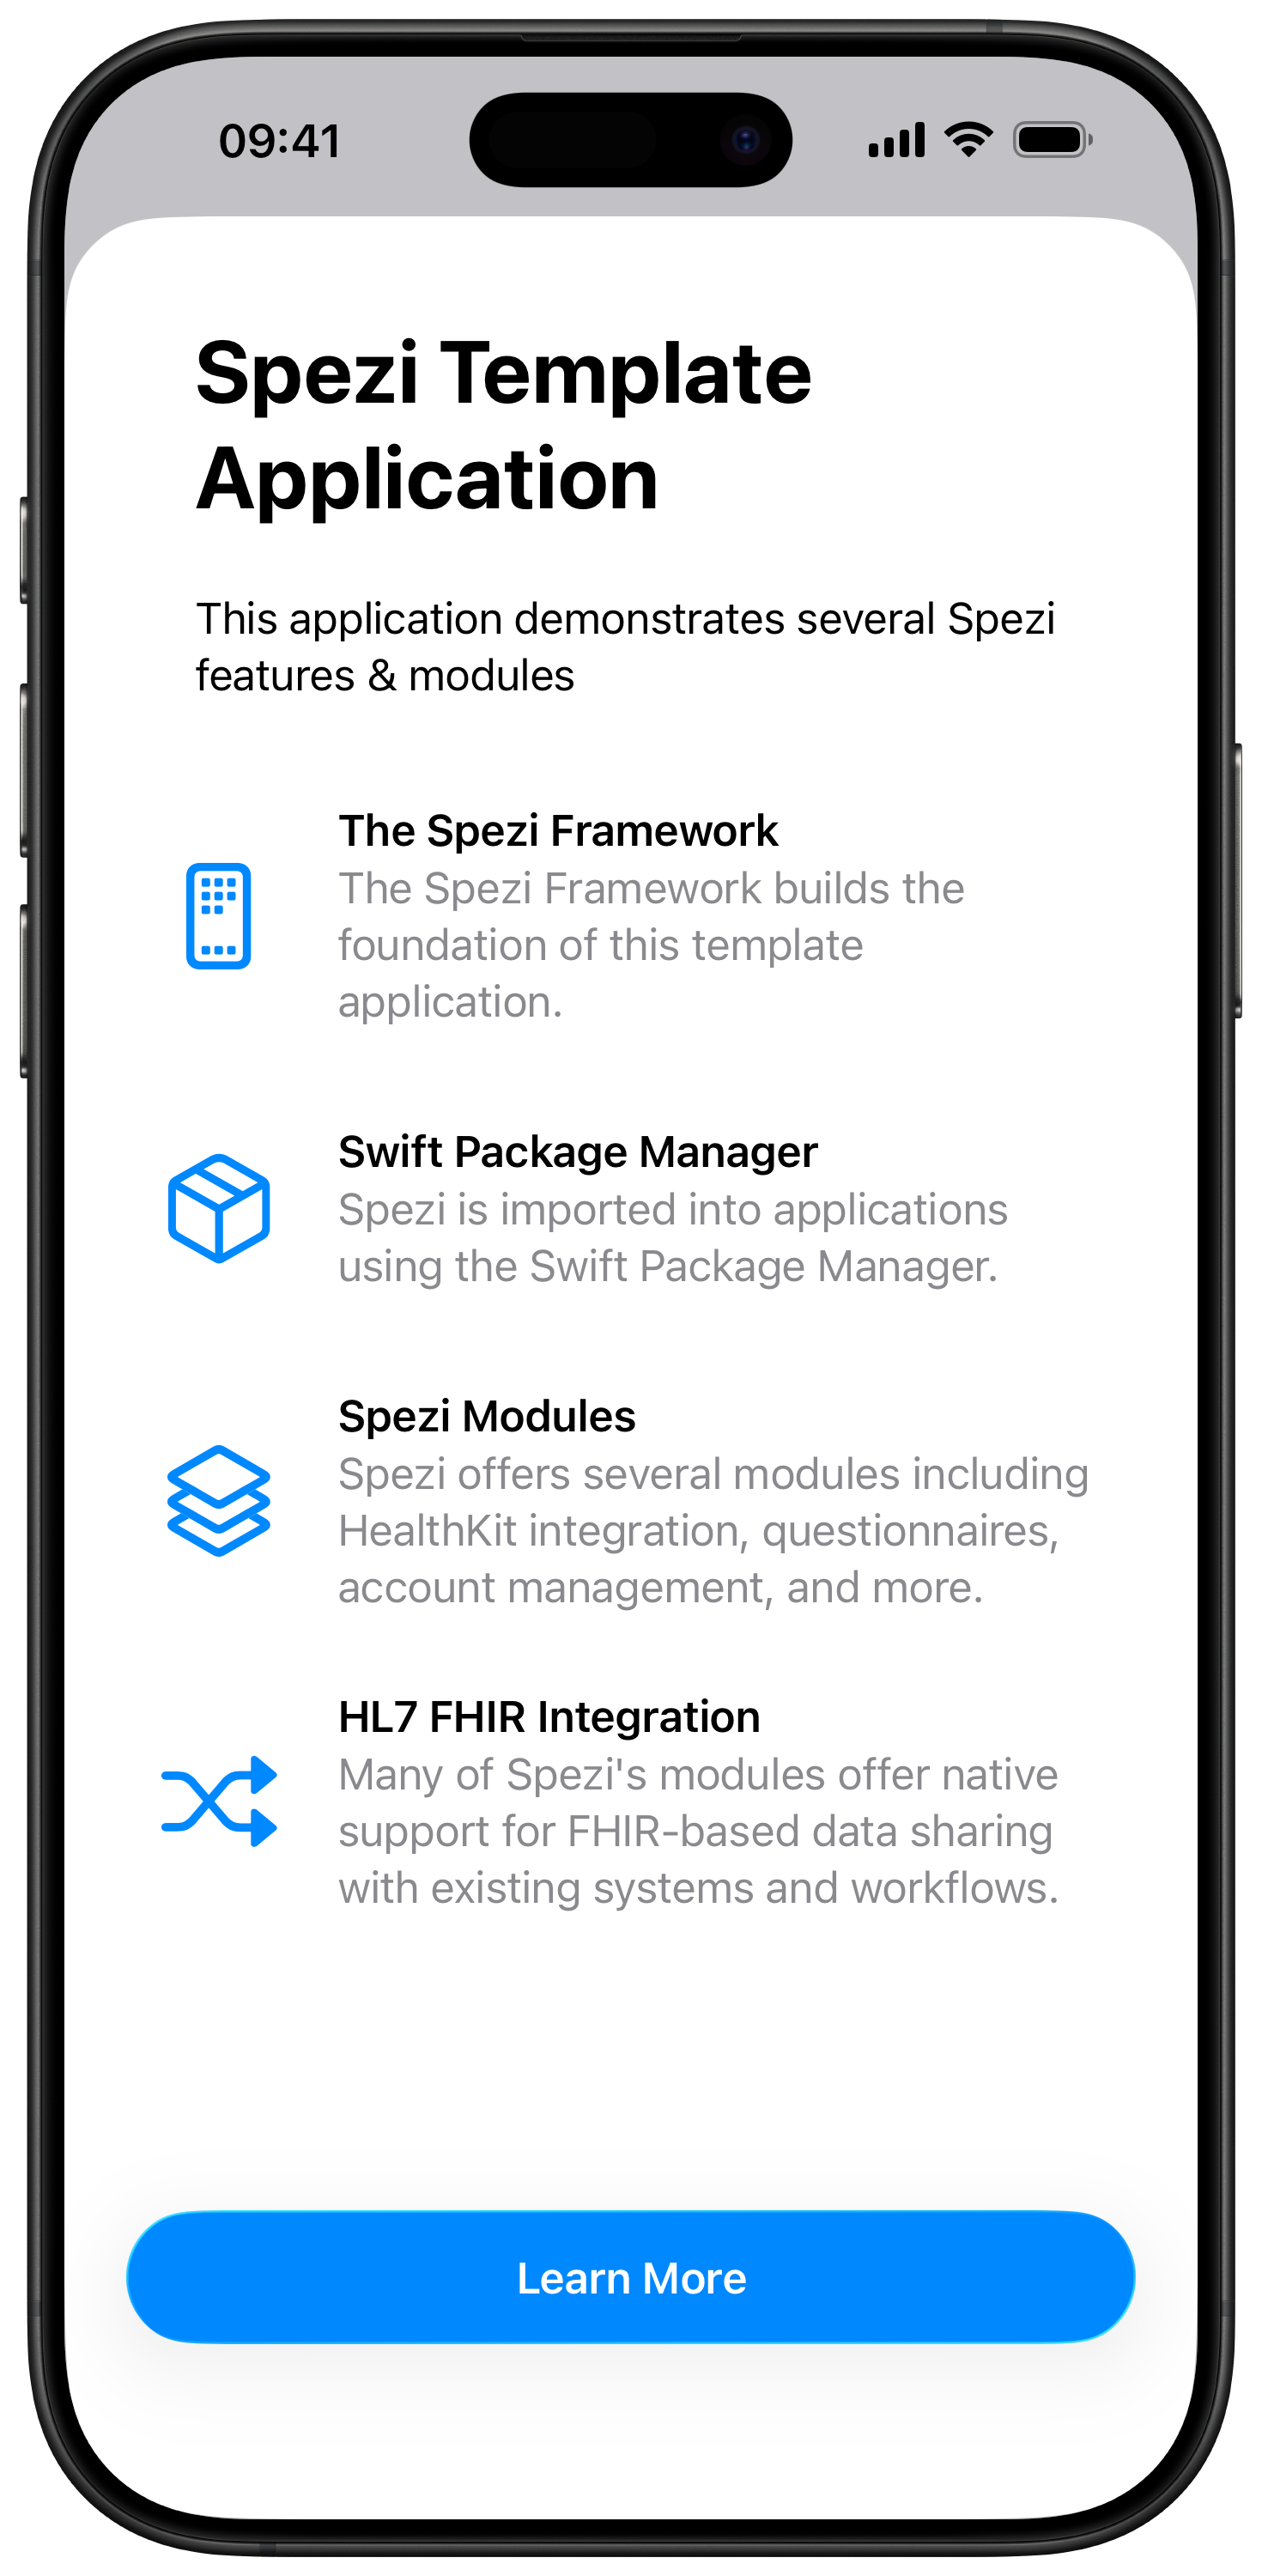 09:41
Spezi Template
Application
This application demonstrates several Spezi
features & modules
The Spezi Framework
The Spezi Framework builds the
foundation of this template
application.
Swift Package Manager
Spezi is imported into applications
using the Swift Package Manager.
Spezi Modules
Spezi offers several modules including
HealthKit integration, questionnaires,
account management, and more.
HL7 FHIR Integration
Many of Spezi's modules offer native
support for FHIR-based data sharing
with existing systems and workflows.
Learn More